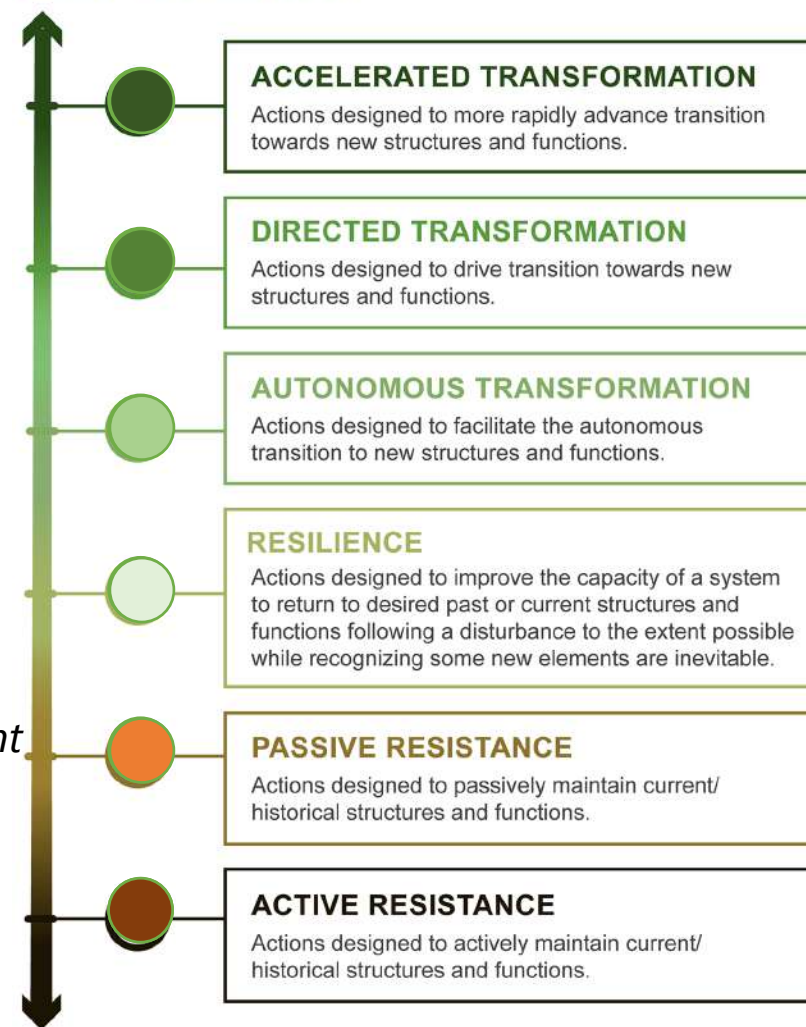 ACCELERATED TRANSFORMATION
Actions designed to more rapidly advance transition
towards new structures and functions.
DIRECTED TRANSFORMATION
Actions designed to drive transition towards new
structures and functions.
AUTONOMOUS TRANSFORMATION
Actions designed to facilitate the autonomous
transition to new structures and functions.
RESILIENCE
Actions designed to improve the capacity of a system
to return to desired past or current structures and
functions following a disturbance to the extent possible
while recognizing some new elements are inevitable.
PASSIVE RESISTANCE
Actions designed to passively maintain current/
historical structures and functions.
ACTIVE RESISTANCE
Actions designed to actively maintain current/
historical structures and functions.